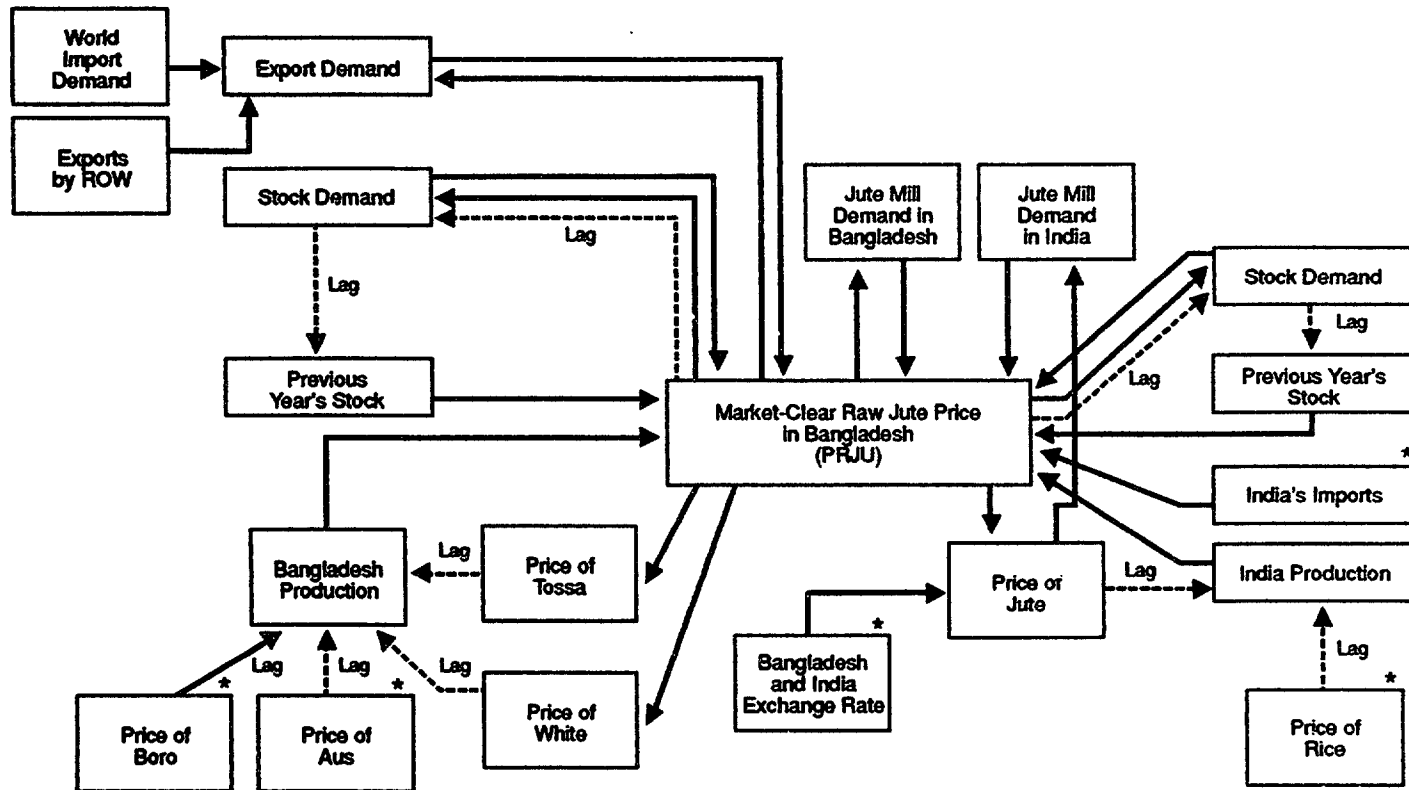 World
Import
Demand
Export Demand
Exports
by ROW
Stock Demand
Lag
Lag
Previous
Year's Stock
Jute Mill
Demand in
Bangladesh
Jute Mill
Demand
in India
Stock Demand
Lag
Lag
Previous Year's
Stock
Market-Clear Raw Jute Price
in Bangladesh
(PRJU)
*
India's Imports
India Production
Lag
Price of
Jute
Lag
*
Price of
Rice
*
Bangladesh
and India
Exchange Rate
Bangladesh
Production
Lag
Price of
Tossa
Lag
*
Lag
*
Lag
Price of
Boro
Price of
Aus
Price of
White